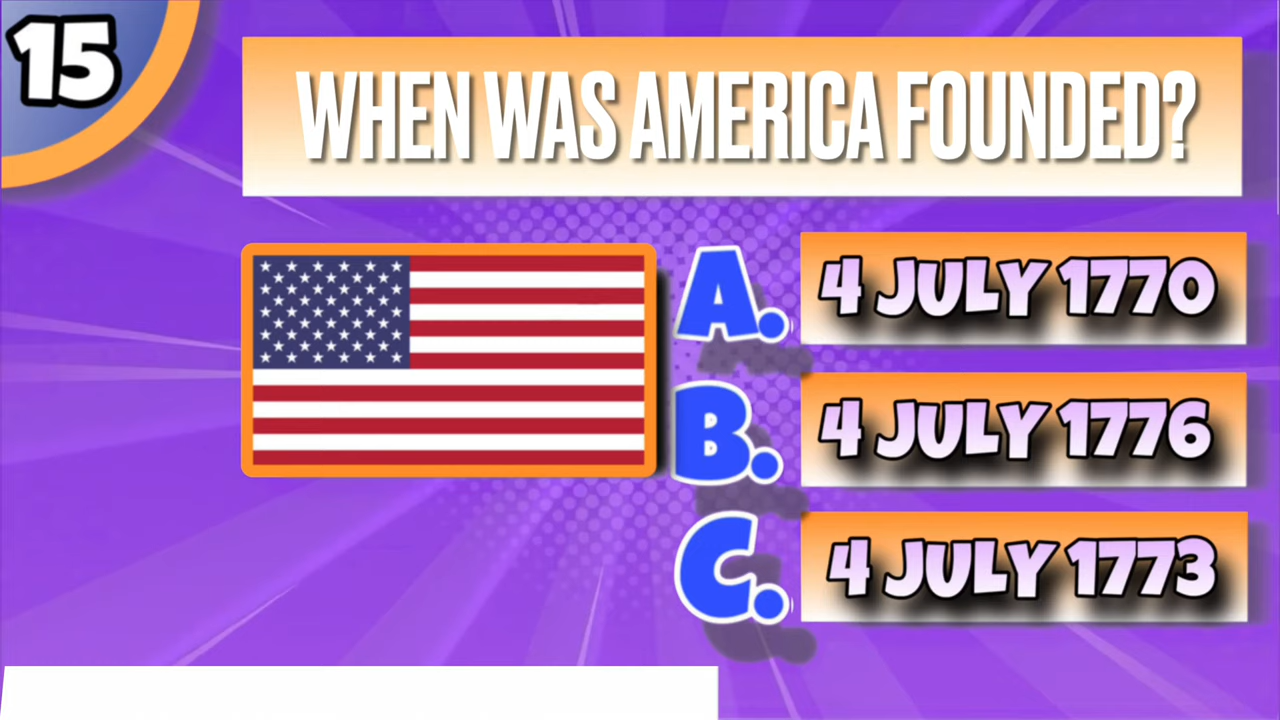 15
WHEN WAS AMERICA FOUNDED?
A. 4 JULY 1770
B. 4 JULY 1776
C. 4 JULY 1773